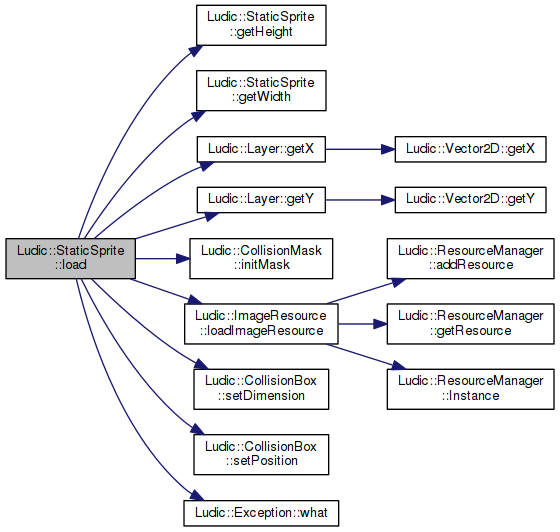 Ludic::StaticSprite
::getHeight
Ludic::StaticSprite
::getWidth
Ludic::Layer::getX
Ludic::Vector2D::getX
Ludic::Layer::getY
Ludic::Vector2D::getY
Ludic::StaticSprite
::load
Ludic::CollisionMask
::initMask
Ludic::ResourceManager
::addResource
Ludic::ImageResource
::loadImageResource
Ludic::ResourceManager
::getResource
Ludic::CollisionBox
::setDimension
Ludic::ResourceManager
::Instance
Ludic::CollisionBox
::setPosition
Ludic::Exception::what